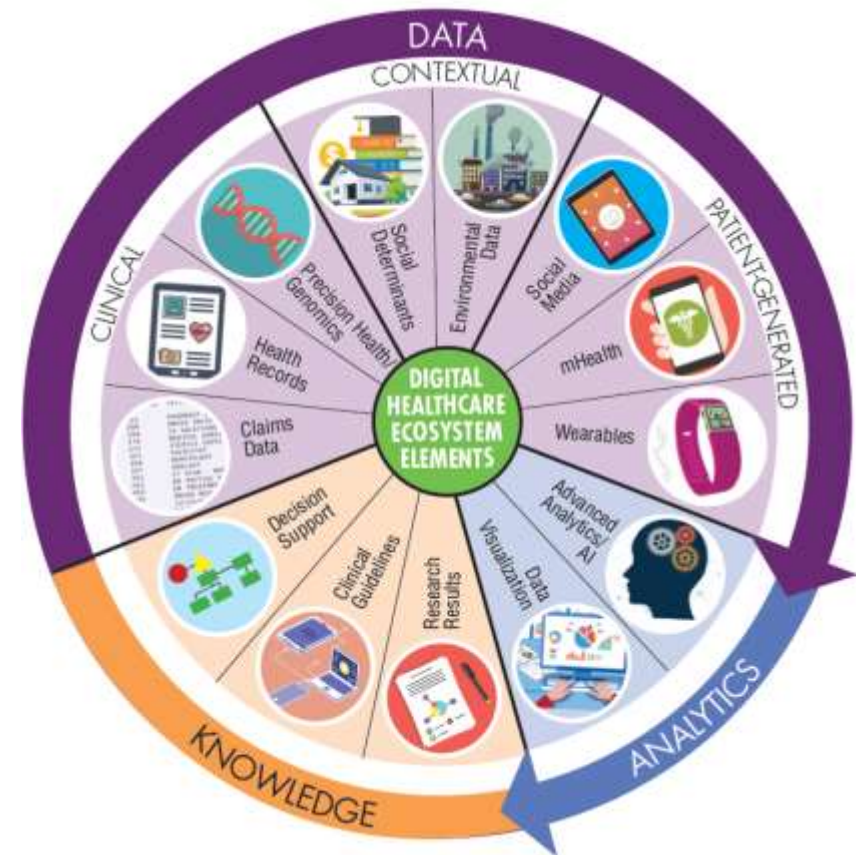 DATA
CONTEXTUAL
CLINICAL
PATIENT-GENERATED
Claims
Data
Health
Records
Precision Health/
Genomics
Social
Determinants
Environmental
Data
Social
Media
mHealth
Wearables
Advanced
Analytics/
AI
Data
Visualization
Research
Results
Clinical
Guidelines
Decision
Support
DIGITAL
HEALTHCARE
ECOSYSTEM
ELEMENTS
ANALYTICS
KNOWLEDGE